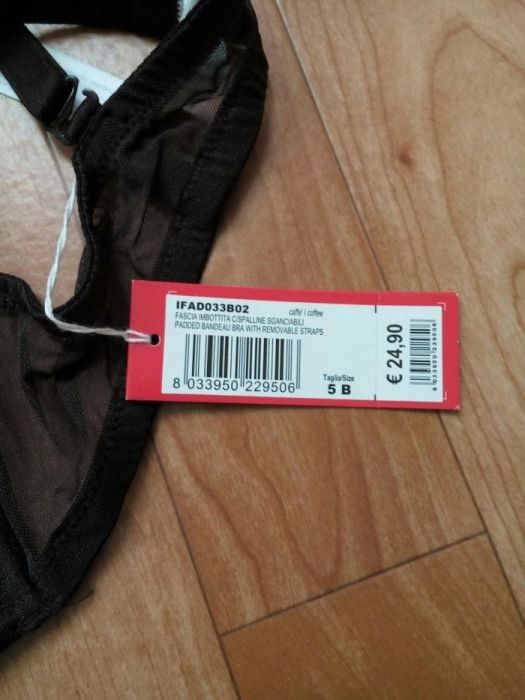 IFAD033B02
caffe' / coffee
FASCIA IMBOTTITA C/SPALLINE SGANCIABILI
PADDED BANDEAU BRA WITH REMOVABLE STRAPS
8 033950 229506
Taglia/Size
5 B
€ 24,90
8 033950 229506